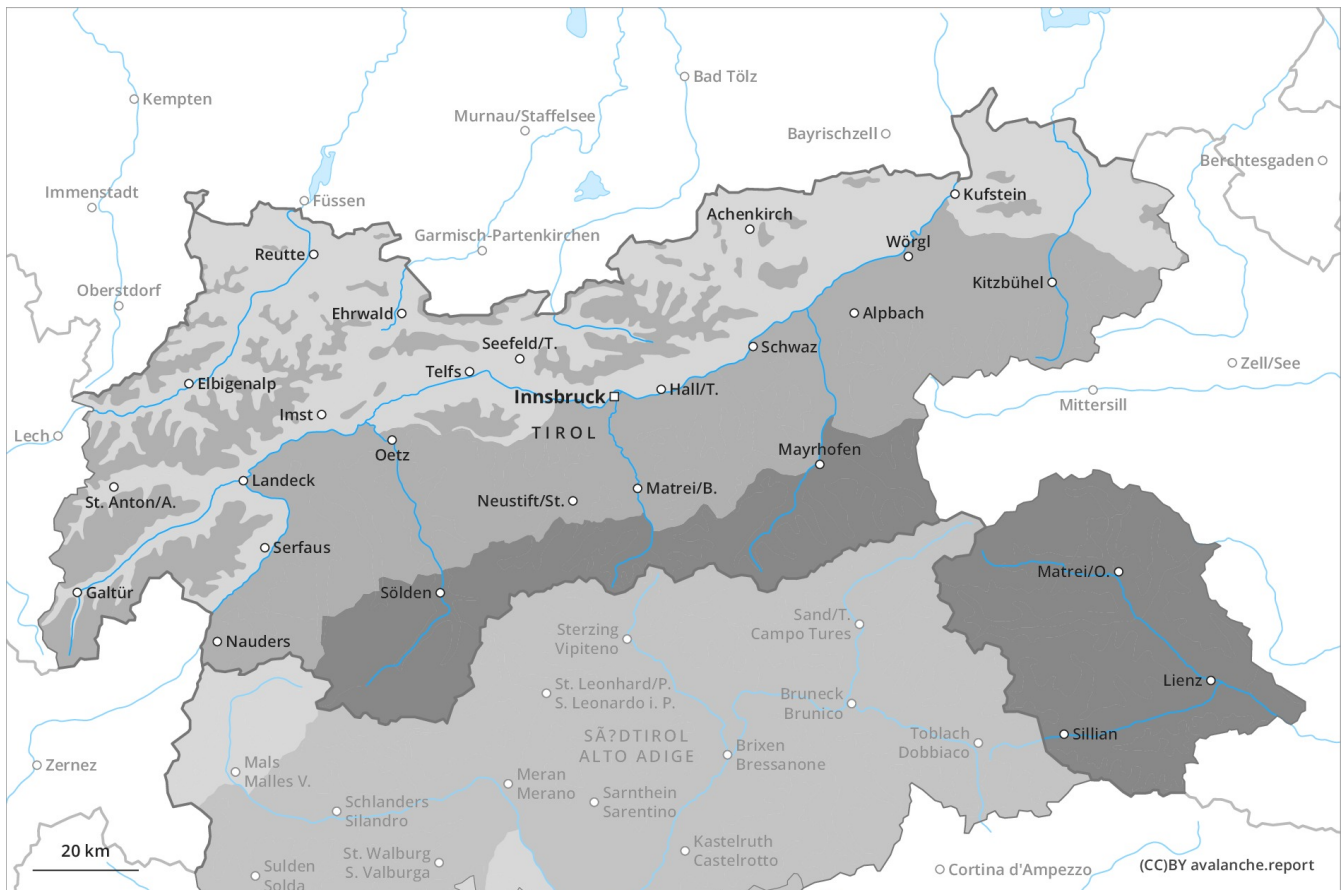 Bad Tölz
Kempten
Murnau/Staffelsee
Bayrischzell
Berchtesgaden
Immenstadt
Füssen
Kufstein
Achenkirch
Garmisch-Partenkirchen
Wörgl
Reutte
Oberstdorf
Kitzbühel
Ehrwald
Alpbach
Seefeld/T.
Schwaz
Zell/See
Telfs
Elbigenalp
Hall/T.
Innsbruck
Mittersill
Imst
Lech
TIROL
Oetz
Mayrhofen
Landeck
St. Anton/A.
Neustift/St.
Matrei/B.
Serfaus
Matrei/O.
Galtür
Sölden
Sand/T.
Campo Tures
Sterzing
Vipiteno
Nauders
Lienz
St. Leonhard/P.
S. Leonardo i. P.
Bruneck
Brunico
SÃ?DTIROL
ALTO ADIGE
Toblach
Dobbiaco
Sillian
Brixen
Bressanone
Zernez
Mals
Malles V.
Meran
Merano
Sarnthein
Sarentino
Schlanders
Silandro
20 km
St. Walburg
S. Valburga
Kastelruth
Castelrotto
Sulden
Solda
Cortina d'Ampezzo
(CC)BY avalanche.report